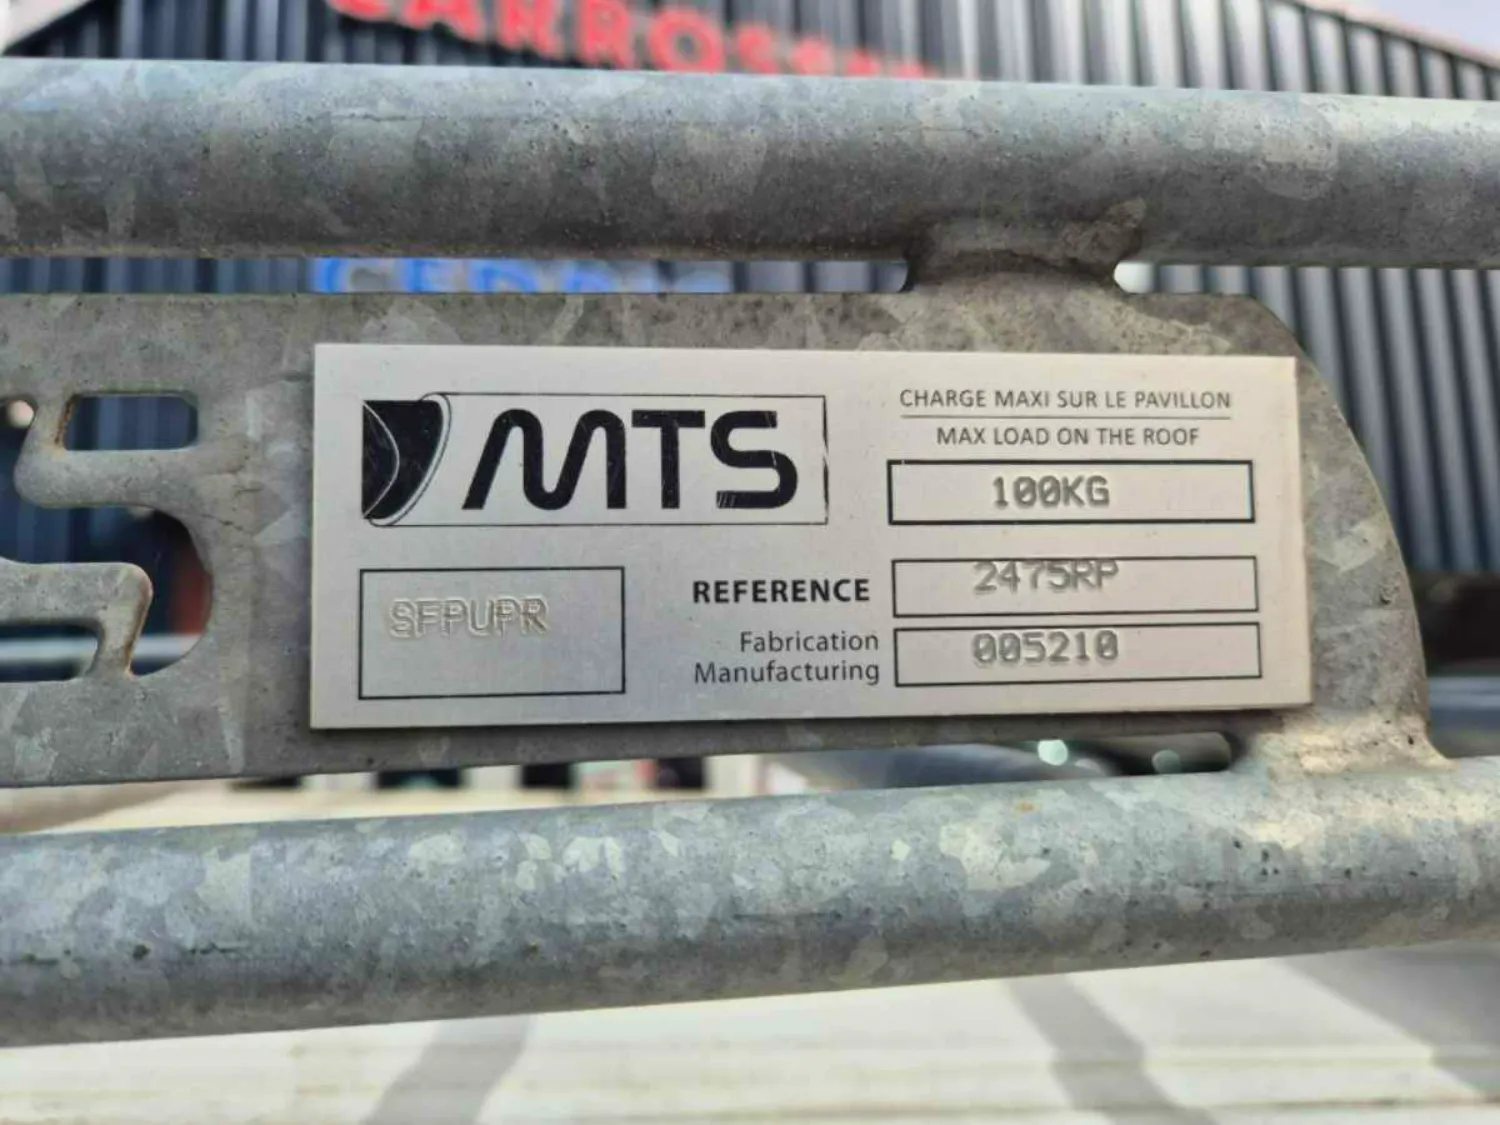 MTS
CHARGE MAXI SUR LE PAVILLON
MAX LOAD ON THE ROOF
100KG
SFPUPR
REFERENCE
2475RP
Fabrication
Manufacturing
005210